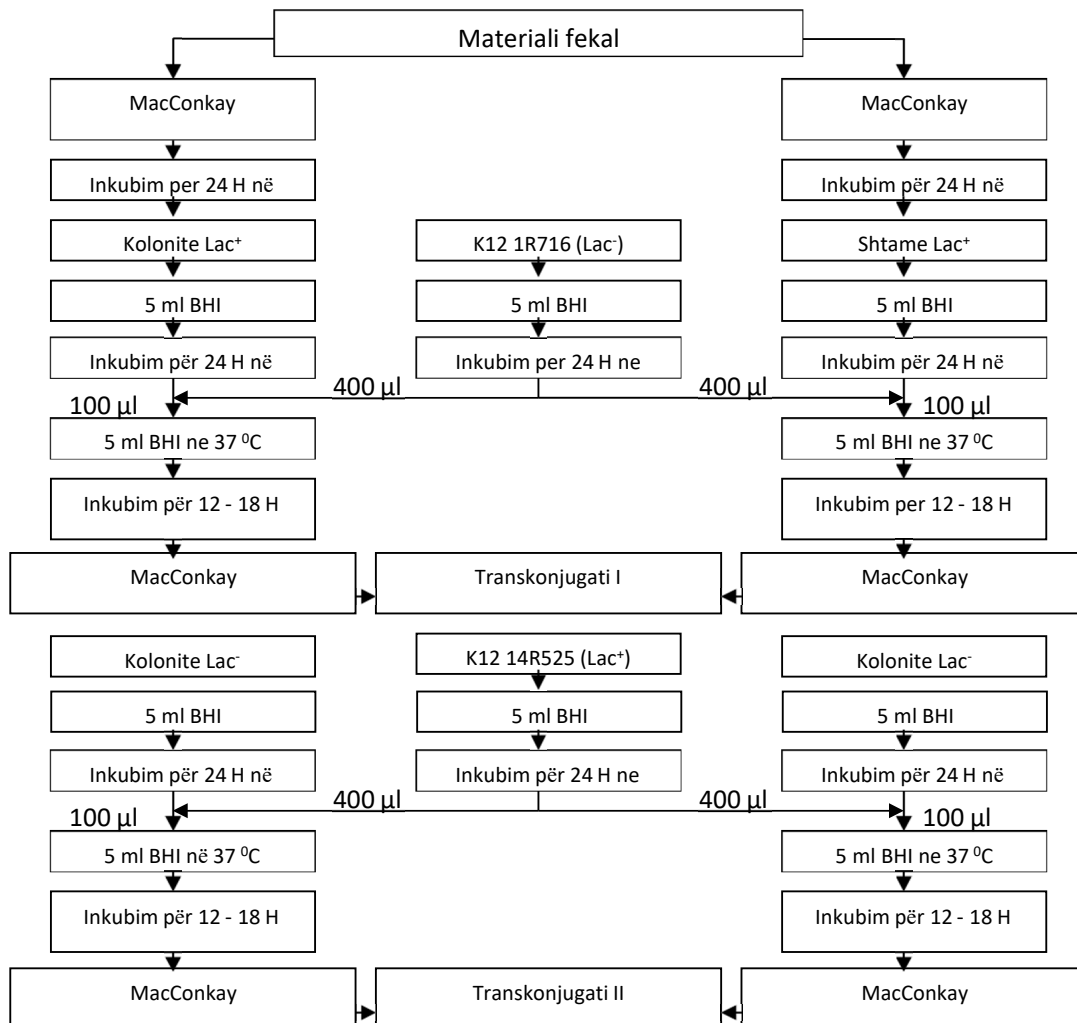 Materiali fekal
MacConkay
MacConkay
Inkubim per 24 H në
Inkubim për 24 H në
Kolonite Lac⁺
K12 1R716 (Lac⁻)
Shtame Lac⁺
5 ml BHI
5 ml BHI
5 ml BHI
Inkubim për 24 H në
Inkubim per 24 H ne
Inkubim për 24 H në
400 µl
400 µl
100 µl
100 µl
5 ml BHI ne 37 ⁰C
5 ml BHI ne 37 ⁰C
Inkubim për 12 - 18 H
Inkubim per 12 - 18 H
MacConkay
Transkonjugati I
MacConkay
Kolonite Lac⁻
K12 14R525 (Lac⁺)
Kolonite Lac⁻
5 ml BHI
5 ml BHI
5 ml BHI
Inkubim për 24 H në
Inkubim për 24 H ne
Inkubim për 24 H në
400 µl
400 µl
100 µl
100 µl
5 ml BHI në 37 ⁰C
5 ml BHI ne 37 ⁰C
Inkubim për 12 - 18 H
Inkubim për 12 - 18 H
MacConkay
Transkonjugati II
MacConkay